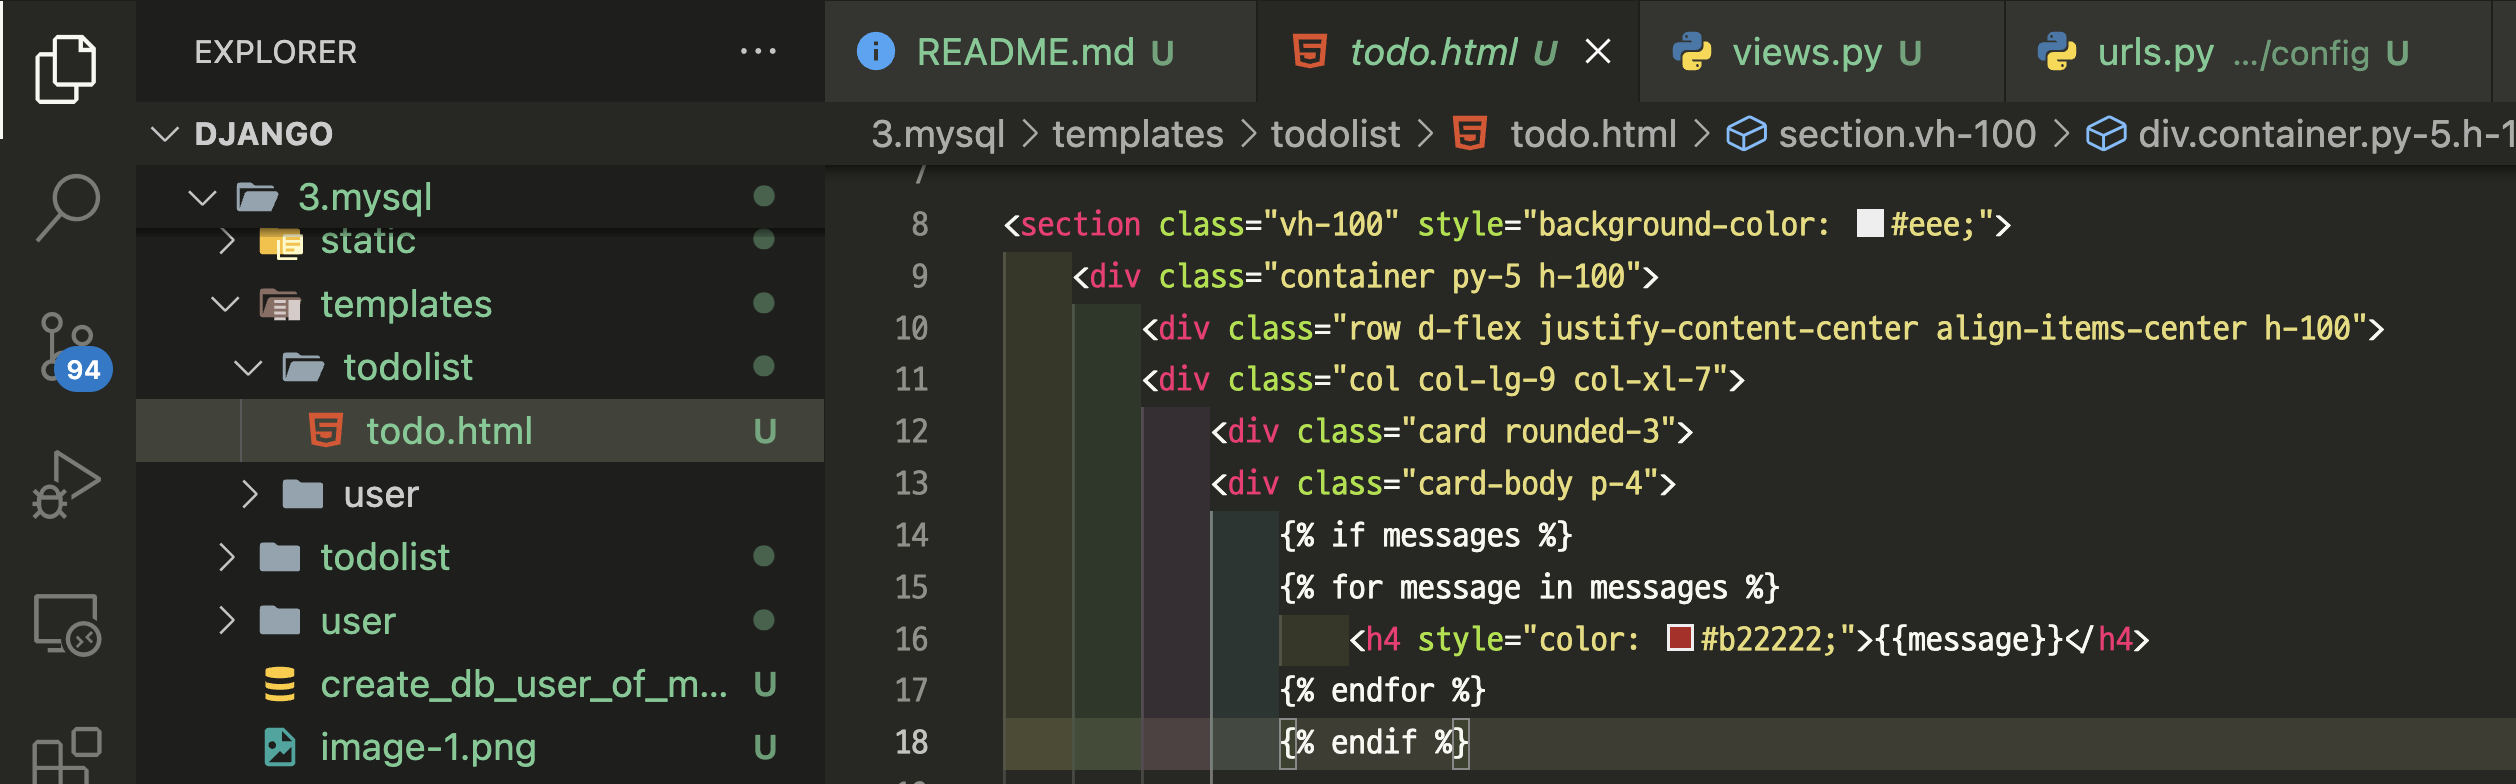 EXPLORER
DJANGO
3.mysql
static
templates
todolist
todo.html U
user
todolist
user
create_db_user_of_m... U
image-1.png U
94
README.md U
todo.html U
views.py U
urls.py .../config U
3.mysql > templates > todolist > todo.html > section.vh-100 > div.container.py-5.h-1
7
8 <section class="vh-100" style="background-color: #eee;">
9 <div class="container py-5 h-100">
10 <div class="row d-flex justify-content-center align-items-center h-100">
11 <div class="col col-lg-9 col-xl-7">
12 <div class="card rounded-3">
13 <div class="card-body p-4">
14 {% if messages %}
15 {% for message in messages %}
16 <h4 style="color: #b22222;">{{message}}</h4>
17 {% endfor %}
18 {% endif %}